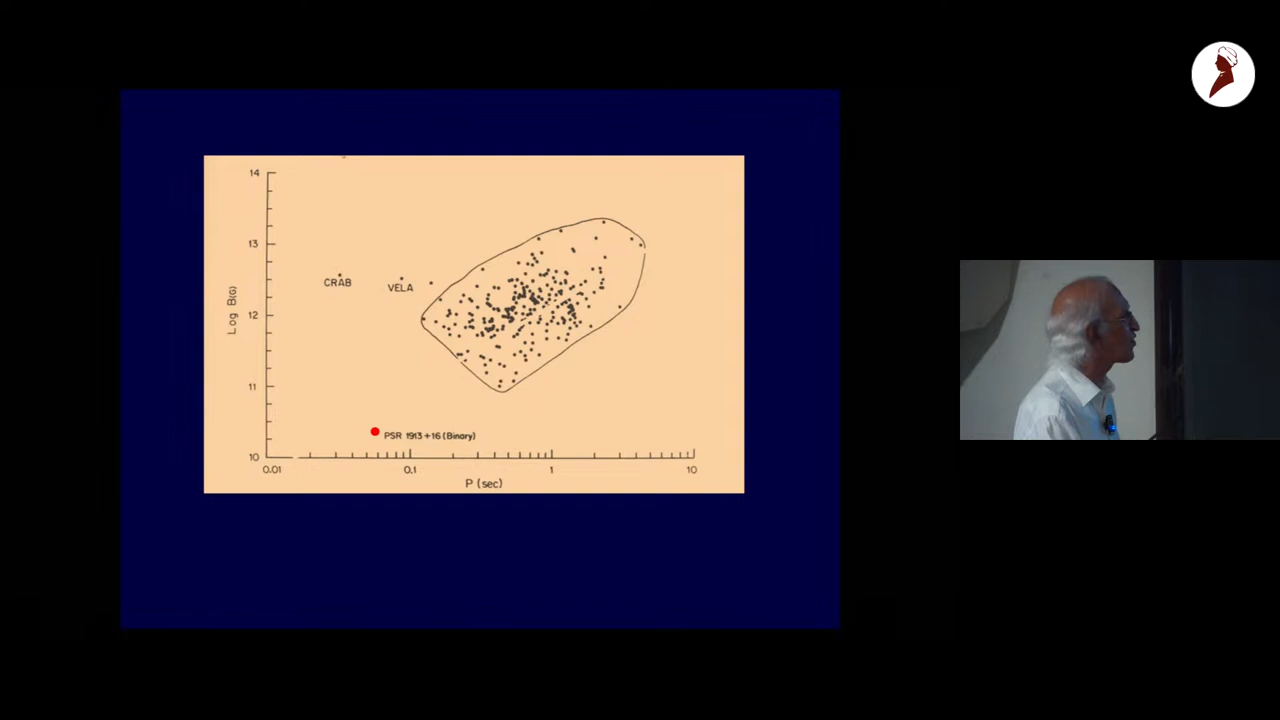 14
13
CRAB
VELA
Log B(G)
12
11
PSR 1913+16 (Binary)
10
0.01
0.1
1
10
P (sec)